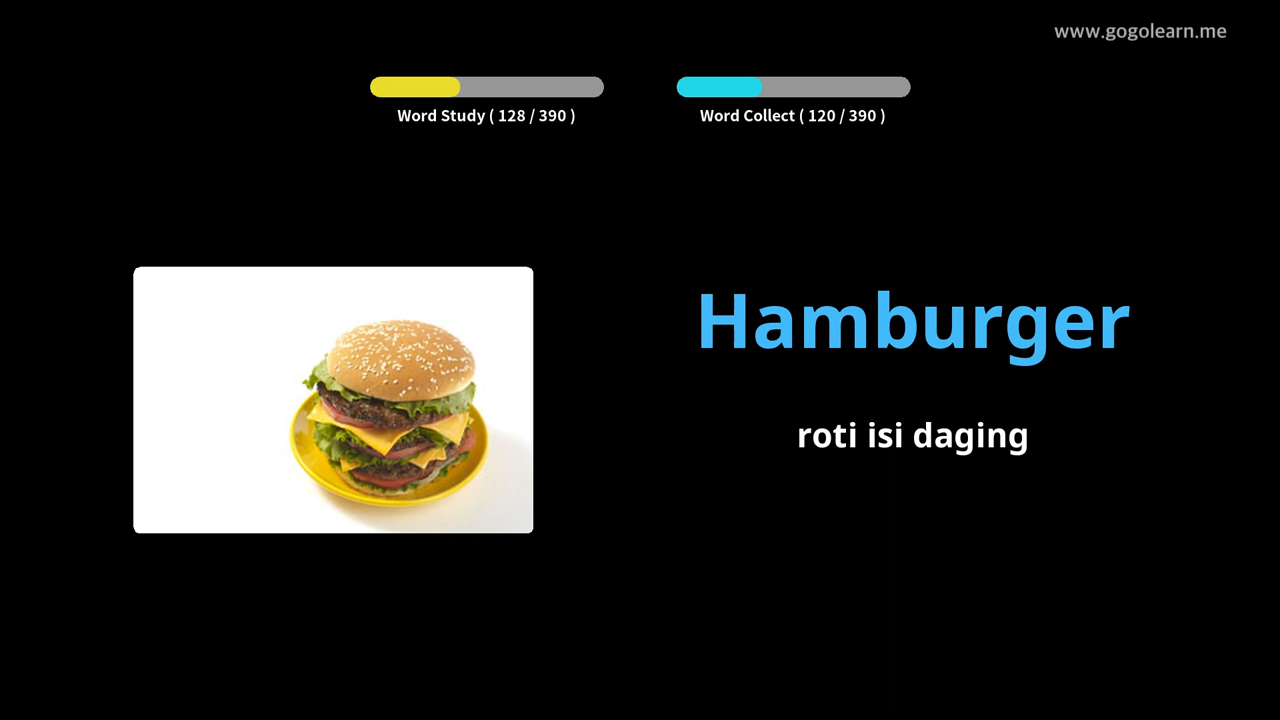 www.gogolearn.me
Word Study ( 128 / 390 )
Word Collect ( 120 / 390 )
Hamburger
roti isi daging